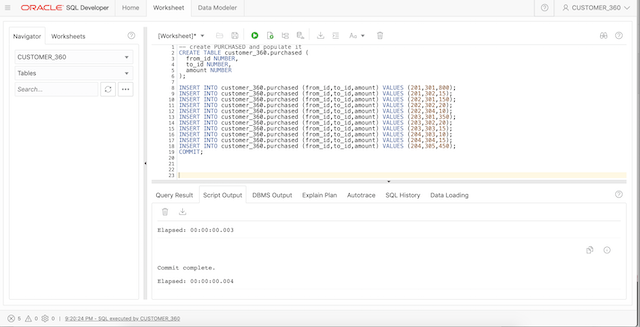 ORACLE SQL Developer Home Worksheet Data Modeler CUSTOMER_360
Navigator Worksheets
CUSTOMER_360
Tables
Search...
[Worksheet]*
Aa
1 -- create PURCHASED and populate it
2 CREATE TABLE customer_360.purchased (
3 from_id NUMBER,
4 to_id NUMBER,
5 amount NUMBER
6 );
7
8 INSERT INTO customer_360.purchased (from_id,to_id,amount) VALUES (201,301,800);
9 INSERT INTO customer_360.purchased (from_id,to_id,amount) VALUES (201,302,15);
10 INSERT INTO customer_360.purchased (from_id,to_id,amount) VALUES (202,301,150);
11 INSERT INTO customer_360.purchased (from_id,to_id,amount) VALUES (202,302,20);
12 INSERT INTO customer_360.purchased (from_id,to_id,amount) VALUES (202,304,10);
13 INSERT INTO customer_360.purchased (from_id,to_id,amount) VALUES (203,301,350);
14 INSERT INTO customer_360.purchased (from_id,to_id,amount) VALUES (203,302,20);
15 INSERT INTO customer_360.purchased (from_id,to_id,amount) VALUES (203,303,15);
16 INSERT INTO customer_360.purchased (from_id,to_id,amount) VALUES (204,303,10);
17 INSERT INTO customer_360.purchased (from_id,to_id,amount) VALUES (204,304,15);
18 INSERT INTO customer_360.purchased (from_id,to_id,amount) VALUES (204,305,450);
19 COMMIT;
20
21
22
23
Query Result Script Output DBMS Output Explain Plan Autotrace SQL History Data Loading
Elapsed: 00:00:00.003
Commit complete.
Elapsed: 00:00:00.004
5 0 0 | 9:20:24 PM - SQL executed by CUSTOMER_360